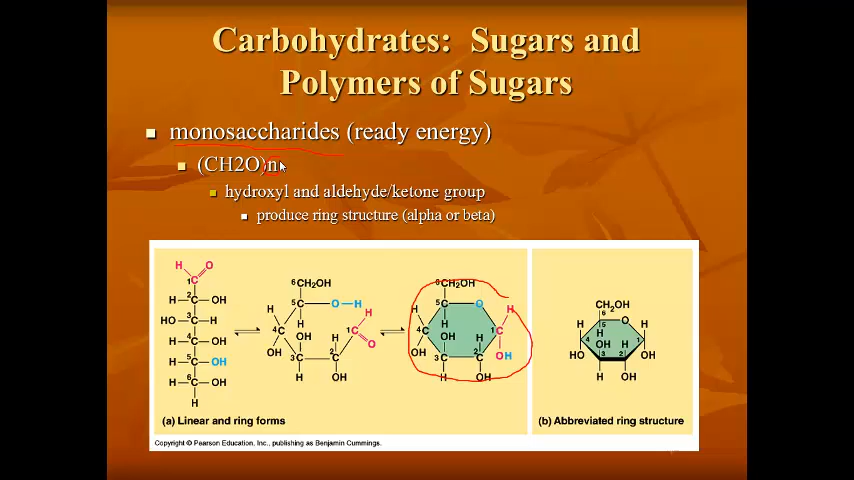 Carbohydrates: Sugars and
Polymers of Sugars
monosaccharides (ready energy)
(CH2O)n
hydroxyl and aldehyde/ketone group
produce ring structure (alpha or beta)
H O
1C
H 2C OH
HO 3C H
H 4C OH
H 5C OH
H 6C OH
H
6CH2OH
5C O H
H H H
4C 1C
OH OH H O
3C 2C
H OH
6CH2OH
5C O H
H H
4C 1C
OH OH H OH
3C 2C
H OH
CH2OH
6
H 5 O H
4 H 1
HO OH H OH
3 2
H OH
(a) Linear and ring forms
(b) Abbreviated ring structure
Copyright © Pearson Education, Inc., publishing as Benjamin Cummings.